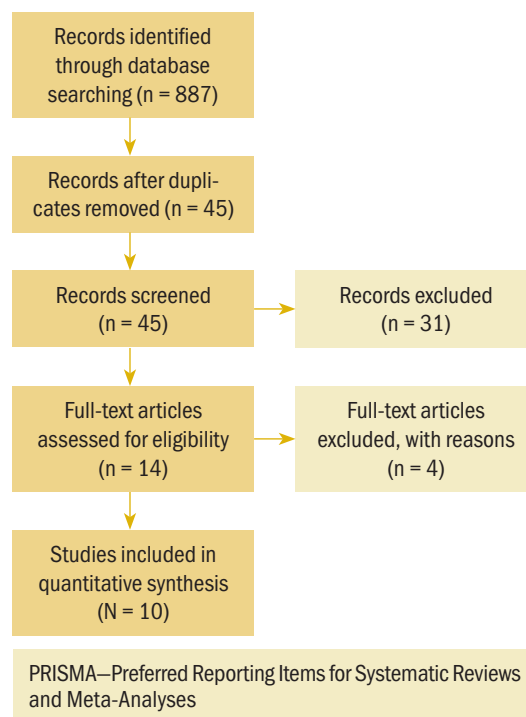 Records identified
through database
searching (n = 887)
Records after dupli-
cates removed (n = 45)
Records screened
(n = 45)
Records excluded
(n = 31)
Full-text articles
assessed for eligibility
(n = 14)
Full-text articles
excluded, with reasons
(n = 4)
Studies included in
quantitative synthesis
(N = 10)
PRISMA—Preferred Reporting Items for Systematic Reviews
and Meta-Analyses